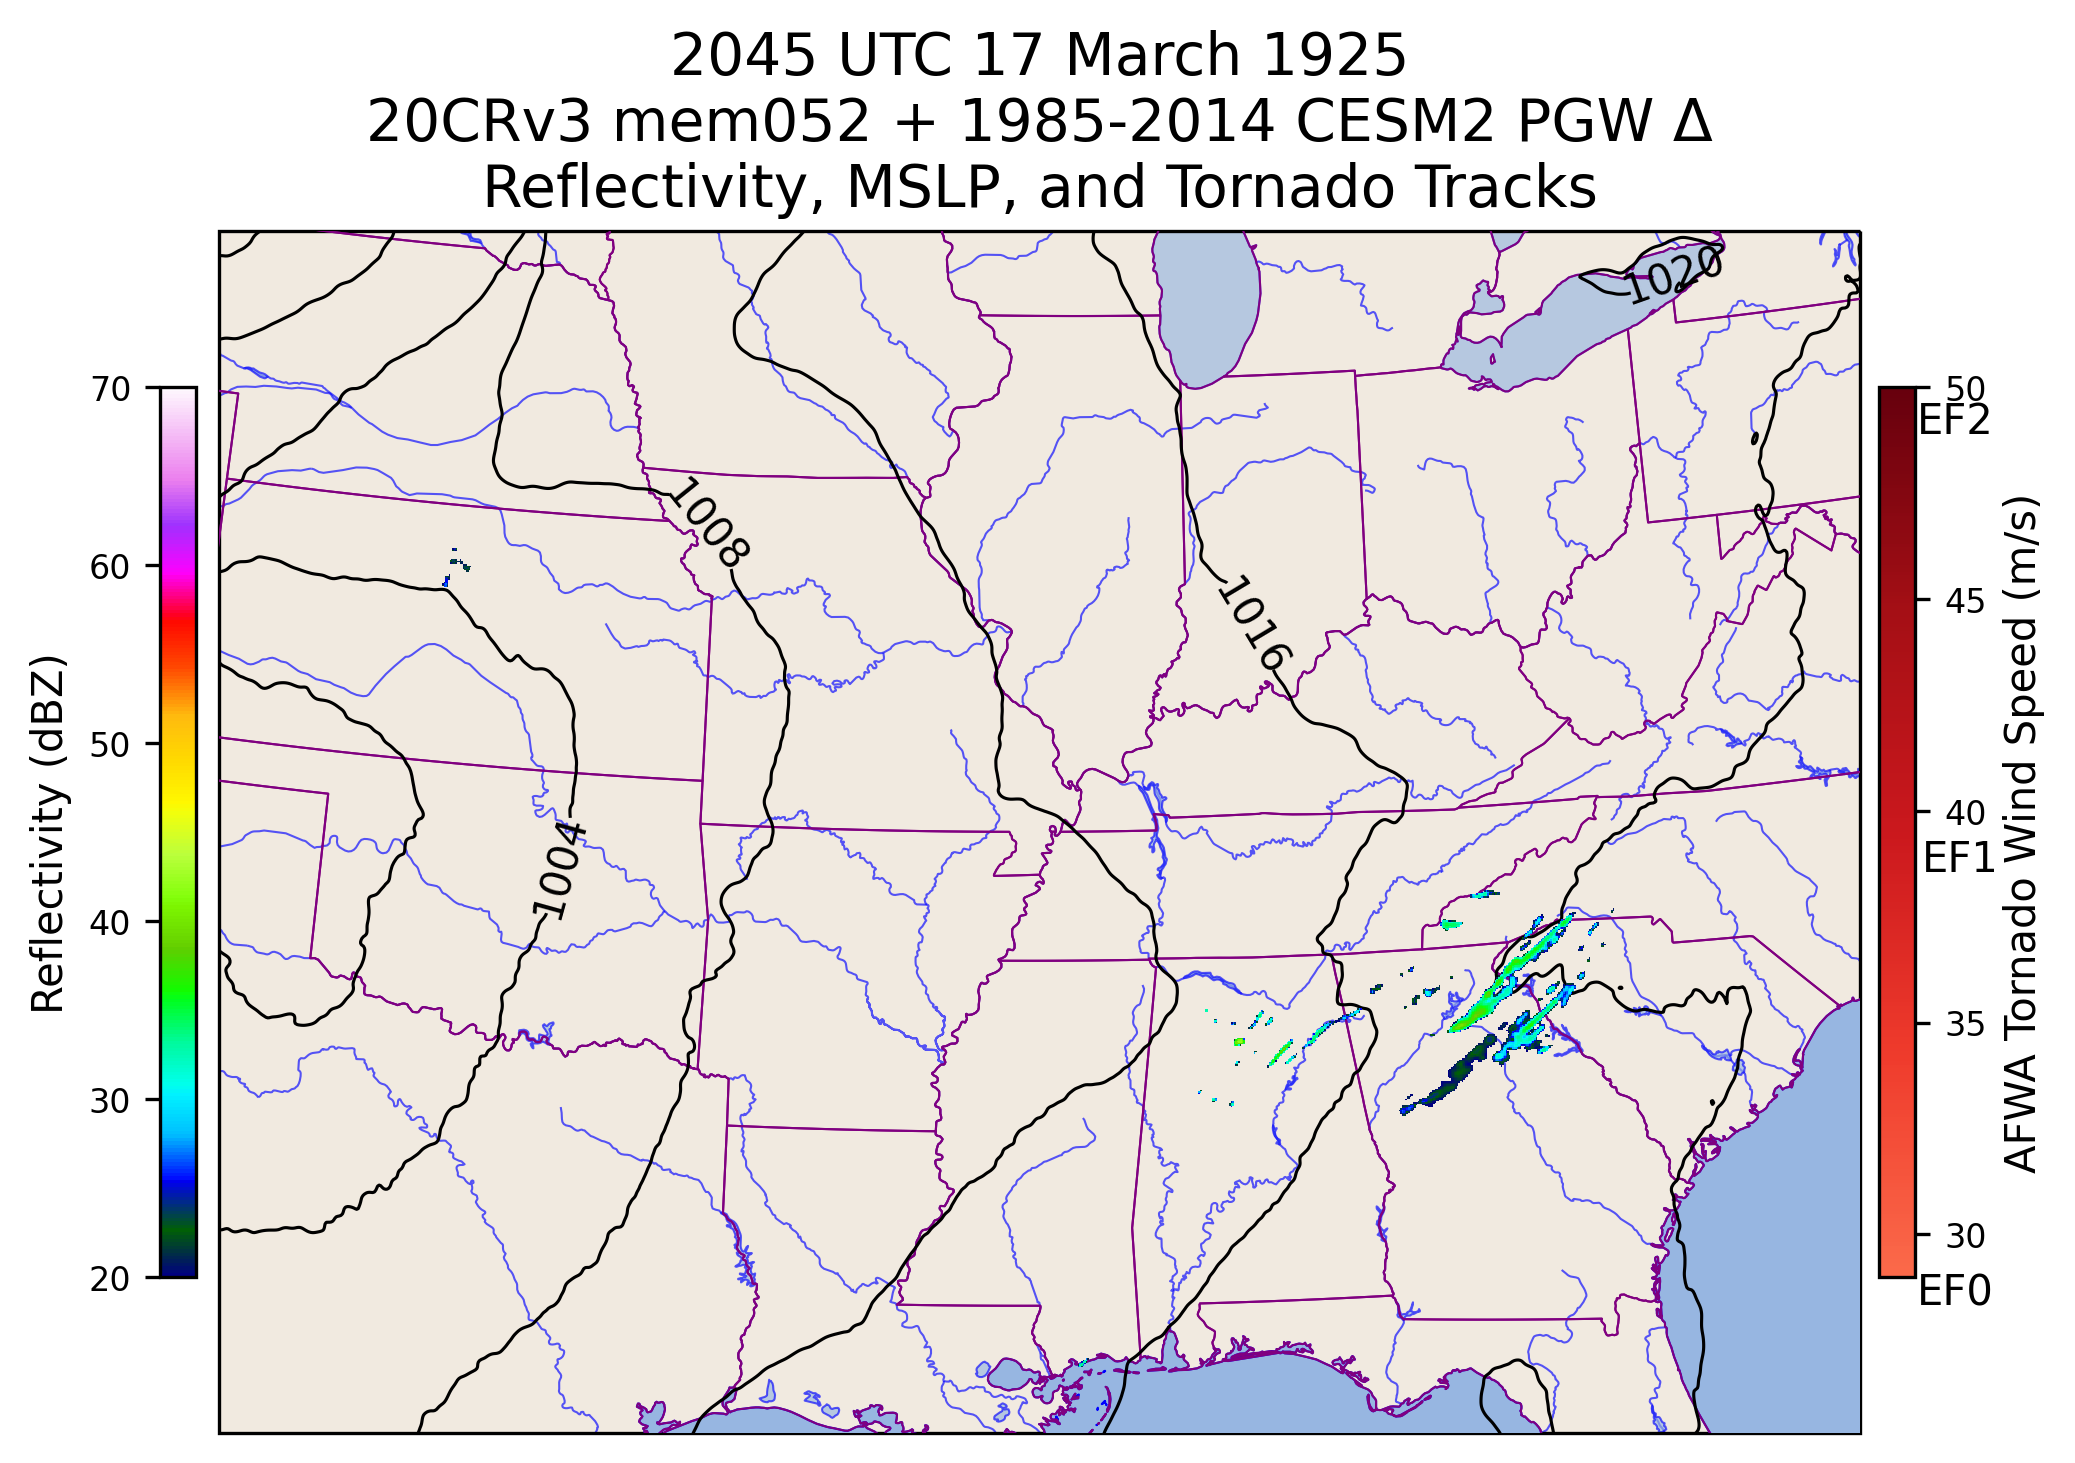 2045 UTC 17 March 1925
20CRv3 mem052 + 1985-2014 CESM2 PGW Δ
Reflectivity, MSLP, and Tornado Tracks
1020
1008
1016
1004
70
60
50
40
30
20
Reflectivity (dBZ)
50
EF2
45
40
EF1
35
30
EF0
AFWA Tornado Wind Speed (m/s)